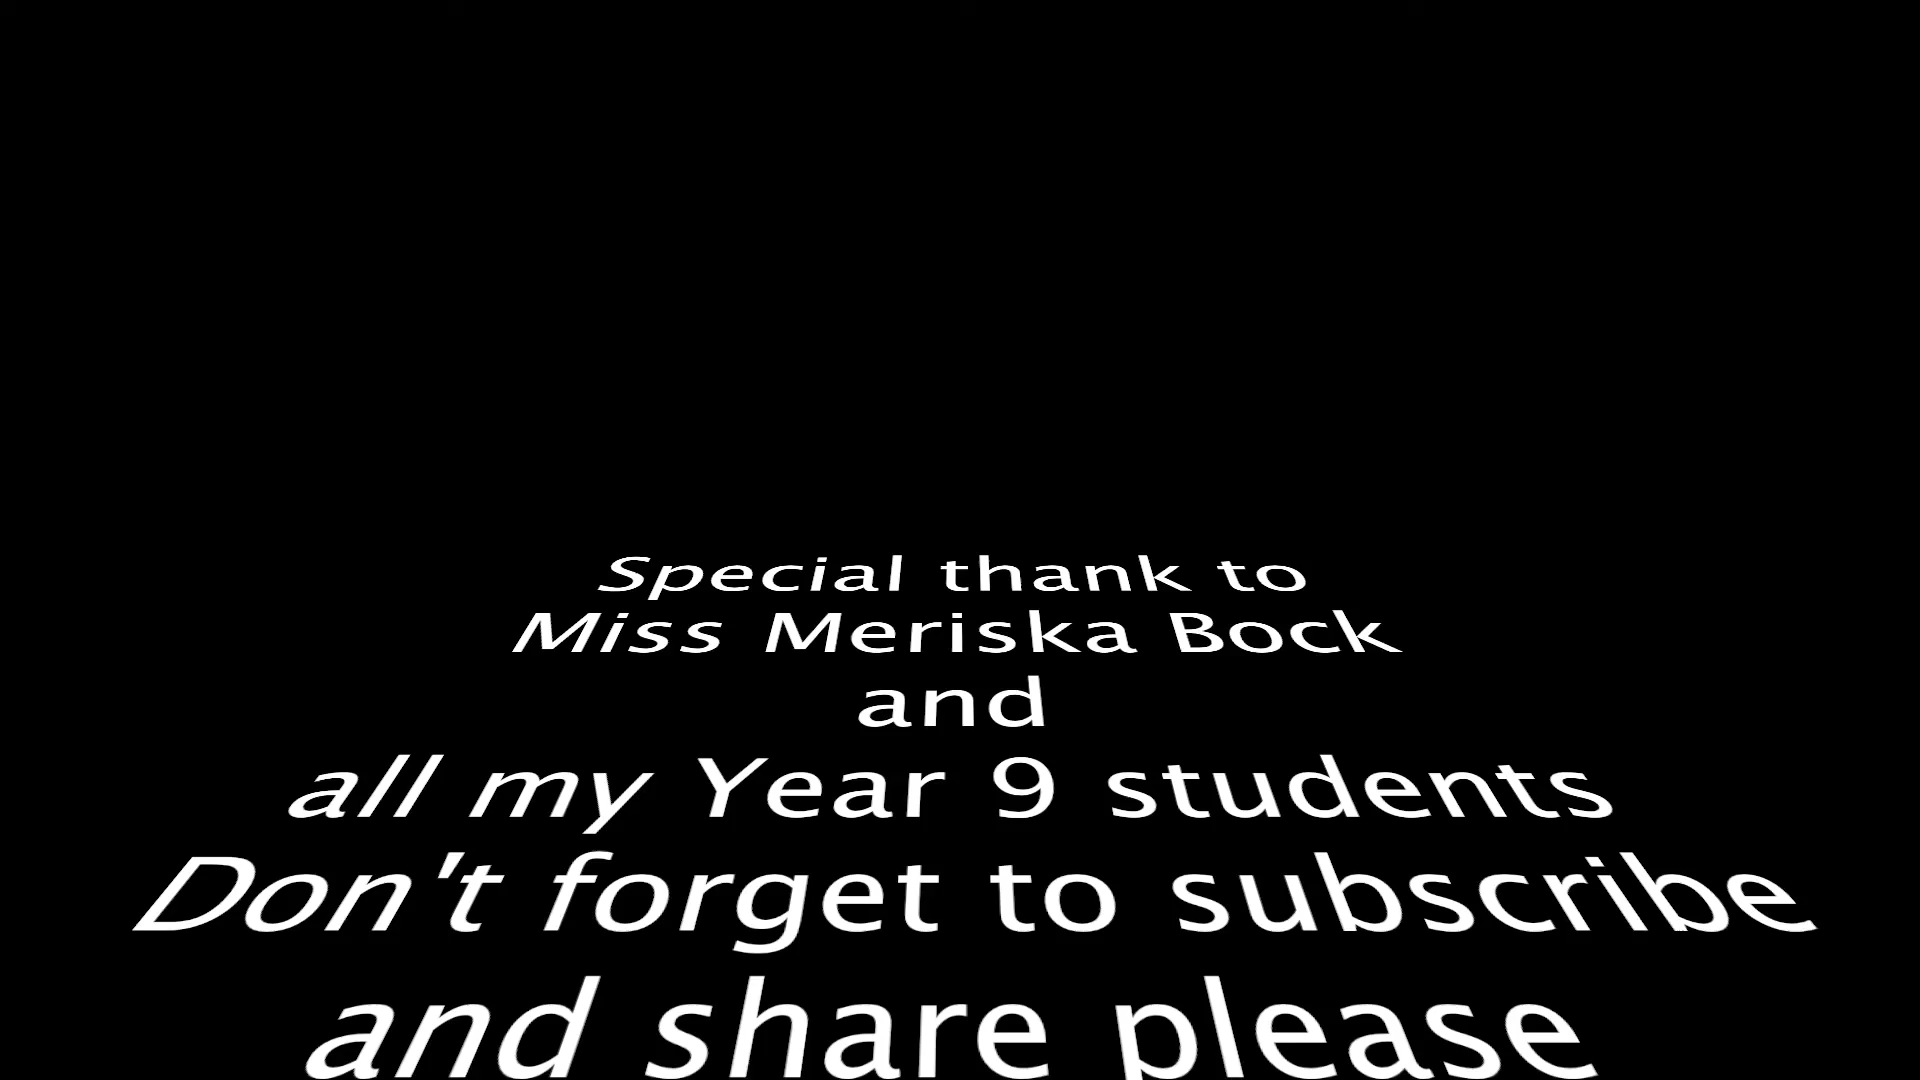 Special thank to
Miss Meriska Bock
and
all my Year 9 students
Don't forget to subscribe
and share please